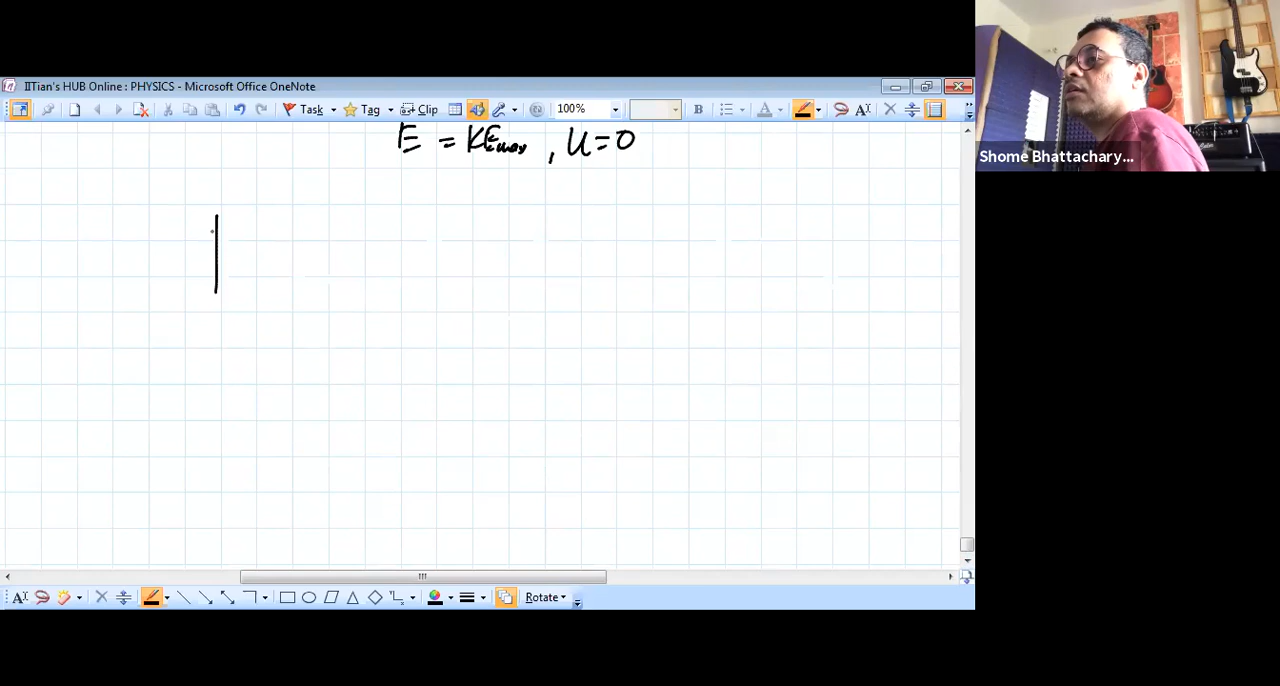 IITian's HUB Online : PHYSICS - Microsoft Office OneNote
Task Tag Clip 100% B A
E = KEmax , U = 0
Shome Bhattachary...
Rotate